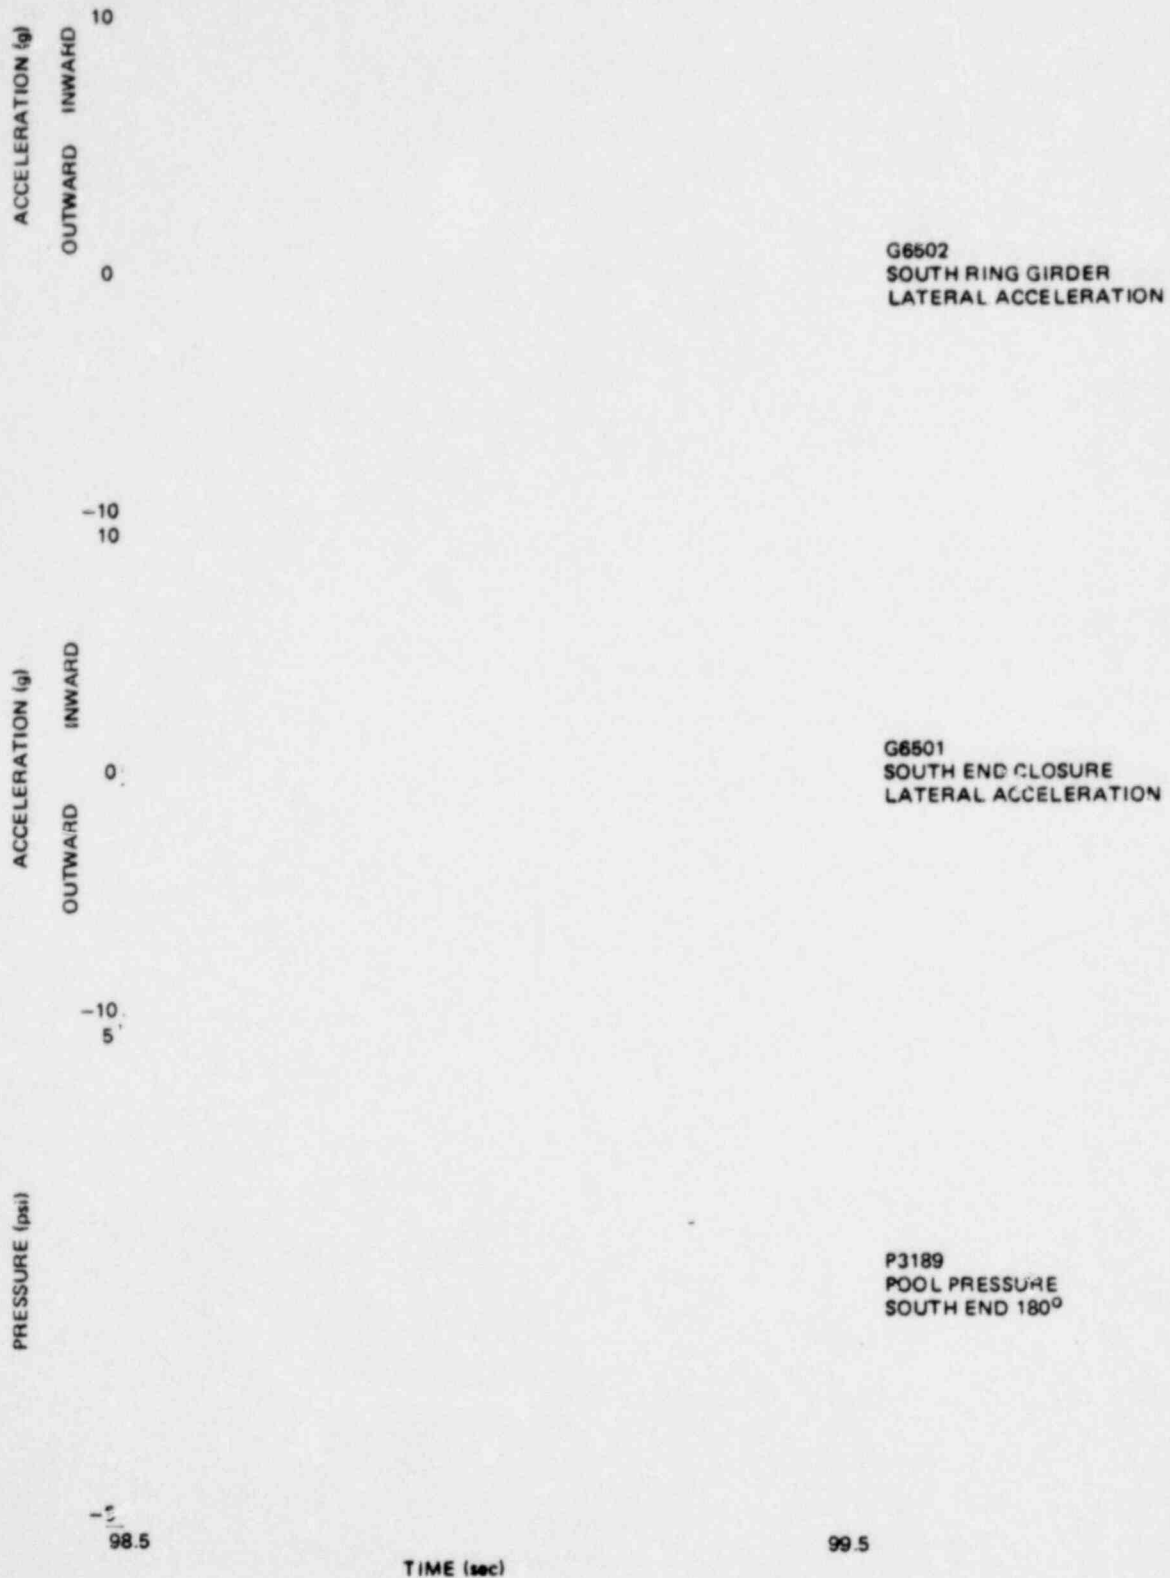 10
ACCELERATION (g)
OUTWARD INWARD
0
G6502
SOUTH RING GIRDER
LATERAL ACCELERATION
-10
10
ACCELERATION (g)
OUTWARD INWARD
0
G6501
SOUTH END CLOSURE
LATERAL ACCELERATION
-10
5
PRESSURE (psi)
P3189
POOL PRESSURE
SOUTH END 180°
98.5
99.5
TIME (sec)